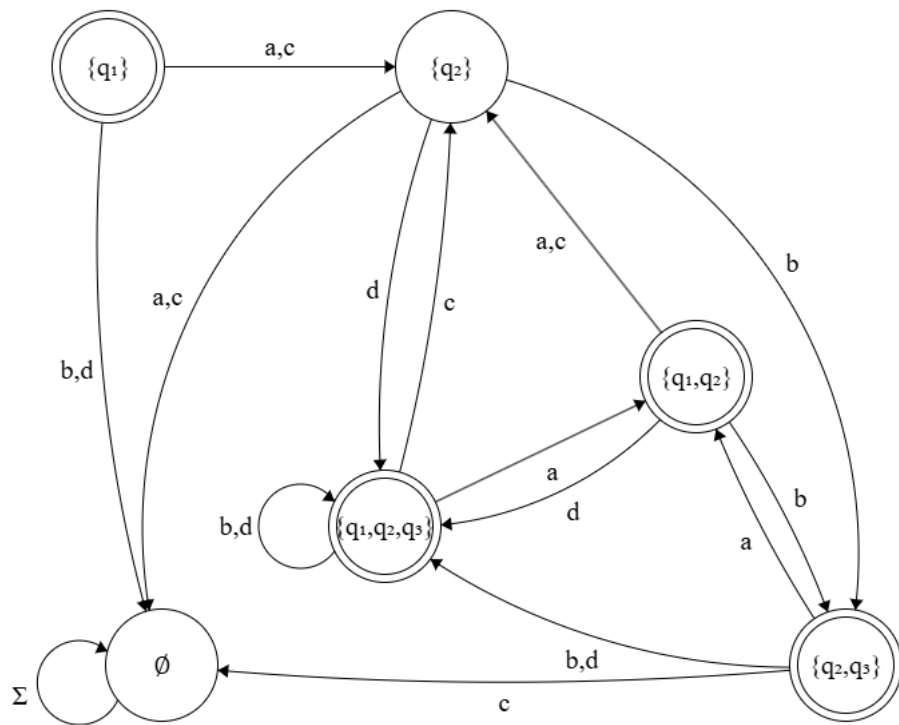 {q₁}
a,c
{q₂}
a,c
b
d
c
a,c
{q₁,q₂}
b,d
a
b
d
b,d
{q₁,q₂,q₃}
a
∅
b,d
{q₂,q₃}
Σ
c